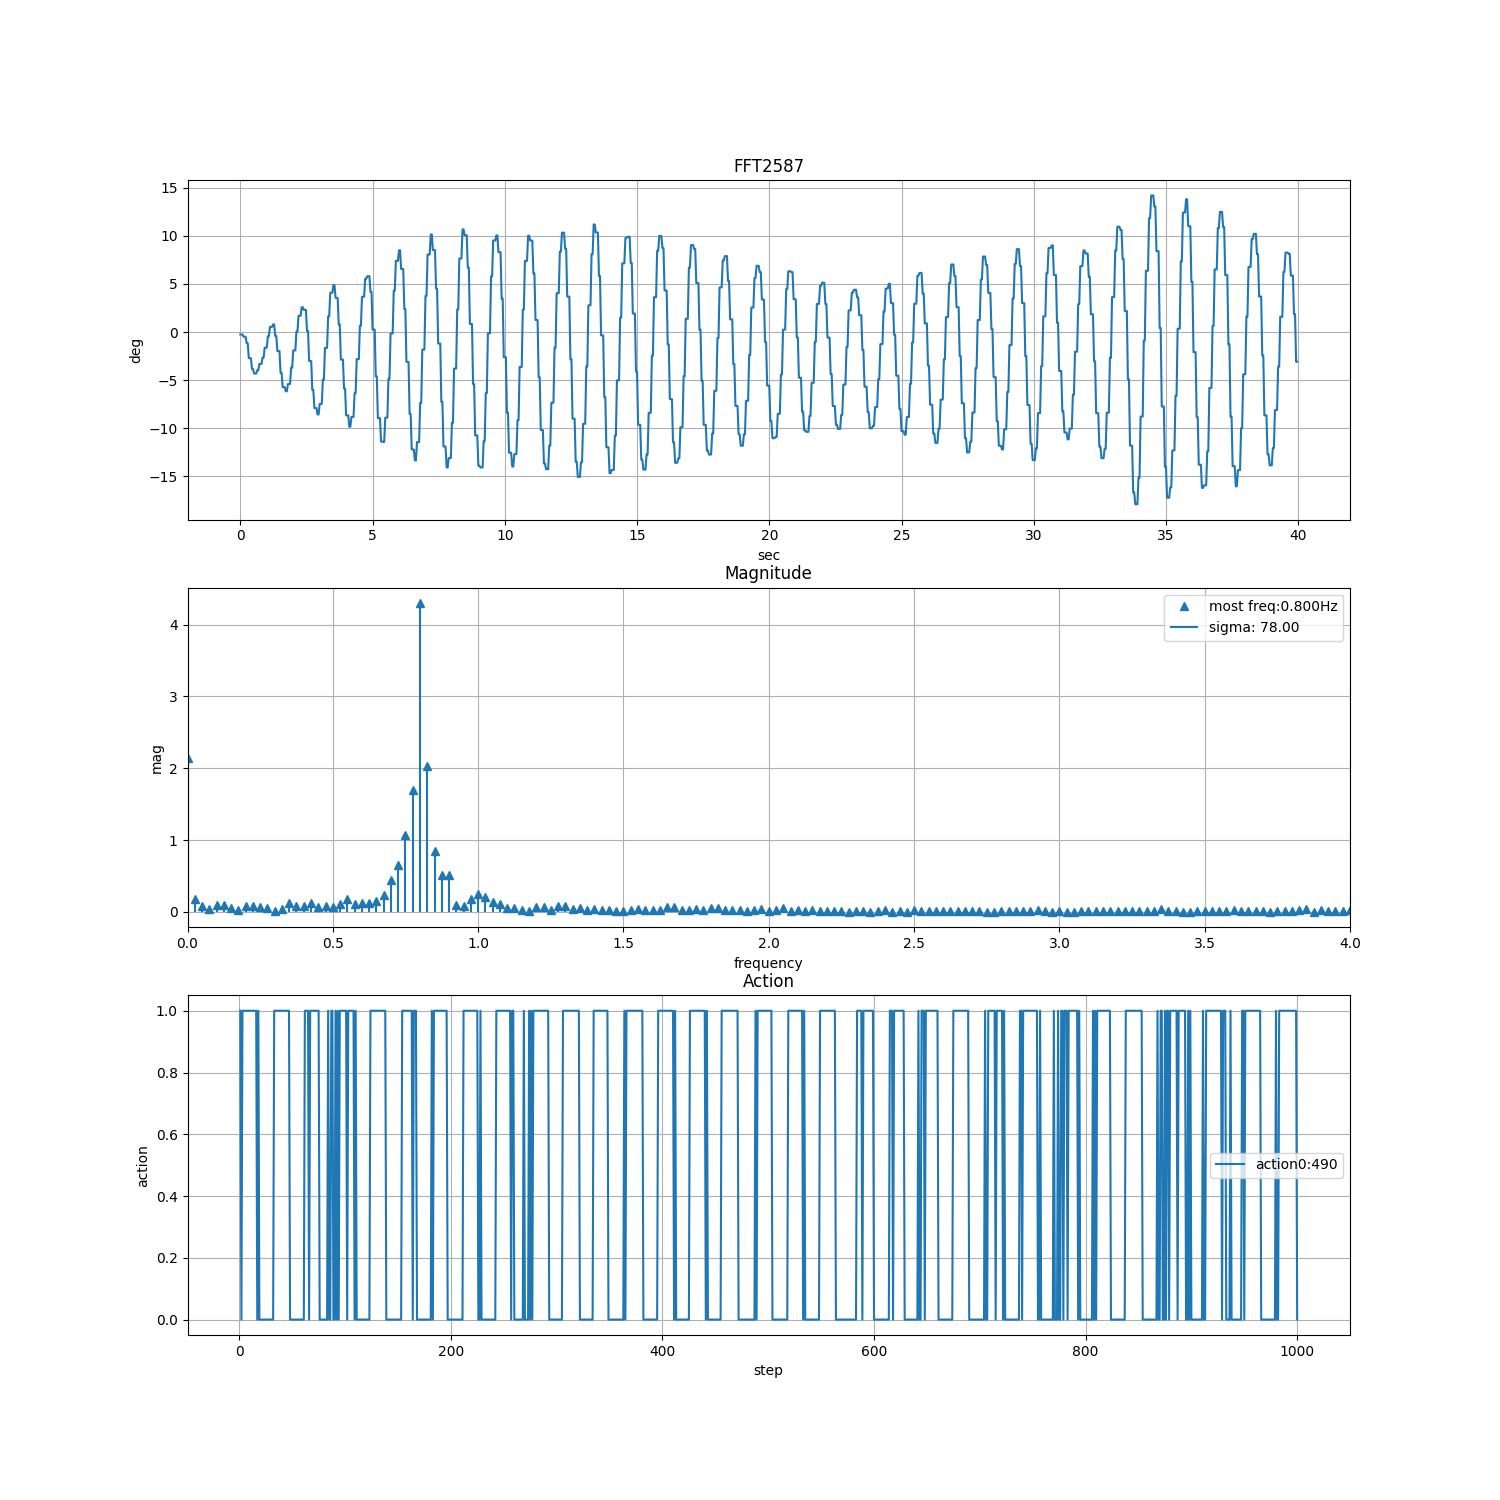 FFT2587
15
10
5
0
−5
−10
−15
deg
0 5 10 15 20 25 30 35 40
sec
Magnitude
4
3
2
1
0
mag
most freq:0.800Hz
sigma: 78.00
0.0 0.5 1.0 1.5 2.0 2.5 3.0 3.5 4.0
frequency
Action
1.0
0.8
0.6
0.4
0.2
0.0
action
action0:490
0 200 400 600 800 1000
step